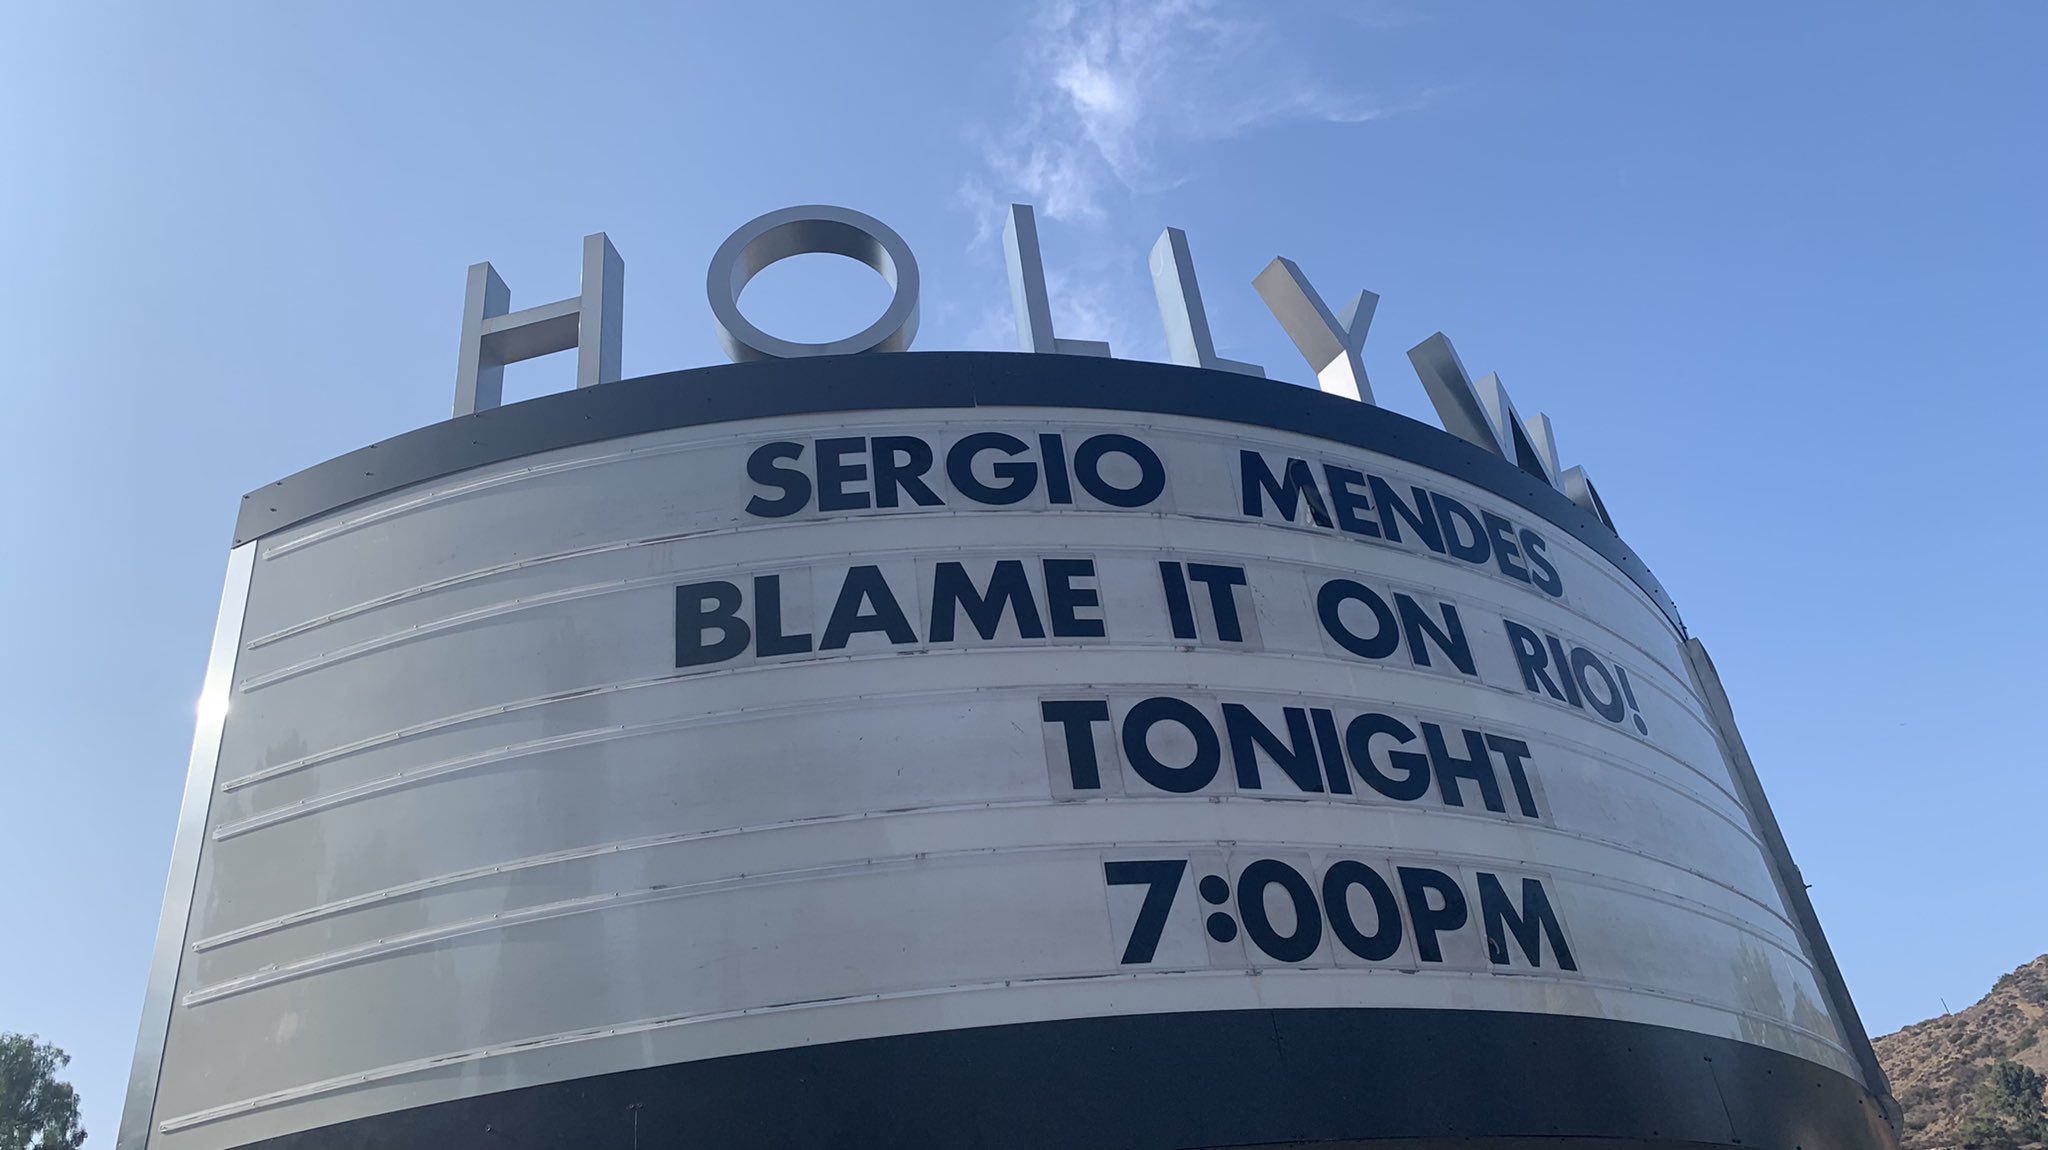 HOLLYW
SERGIO MENDES
BLAME IT ON RIO!
TONIGHT
7:00PM